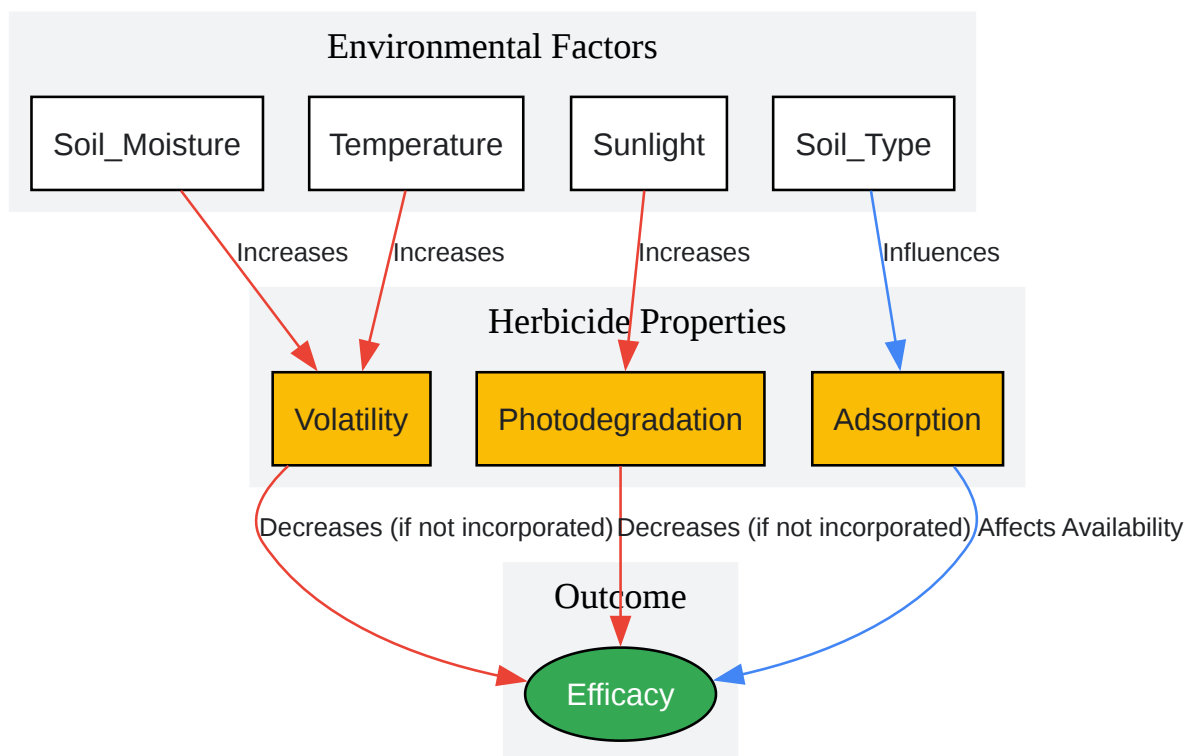 Environmental Factors
Soil_Moisture
Temperature
Sunlight
Soil_Type
Increases
Increases
Increases
Influences
Herbicide Properties
Volatility
Photodegradation
Adsorption
Decreases (if not incorporated)
Decreases (if not incorporated)
Affects Availability
Outcome
Efficacy